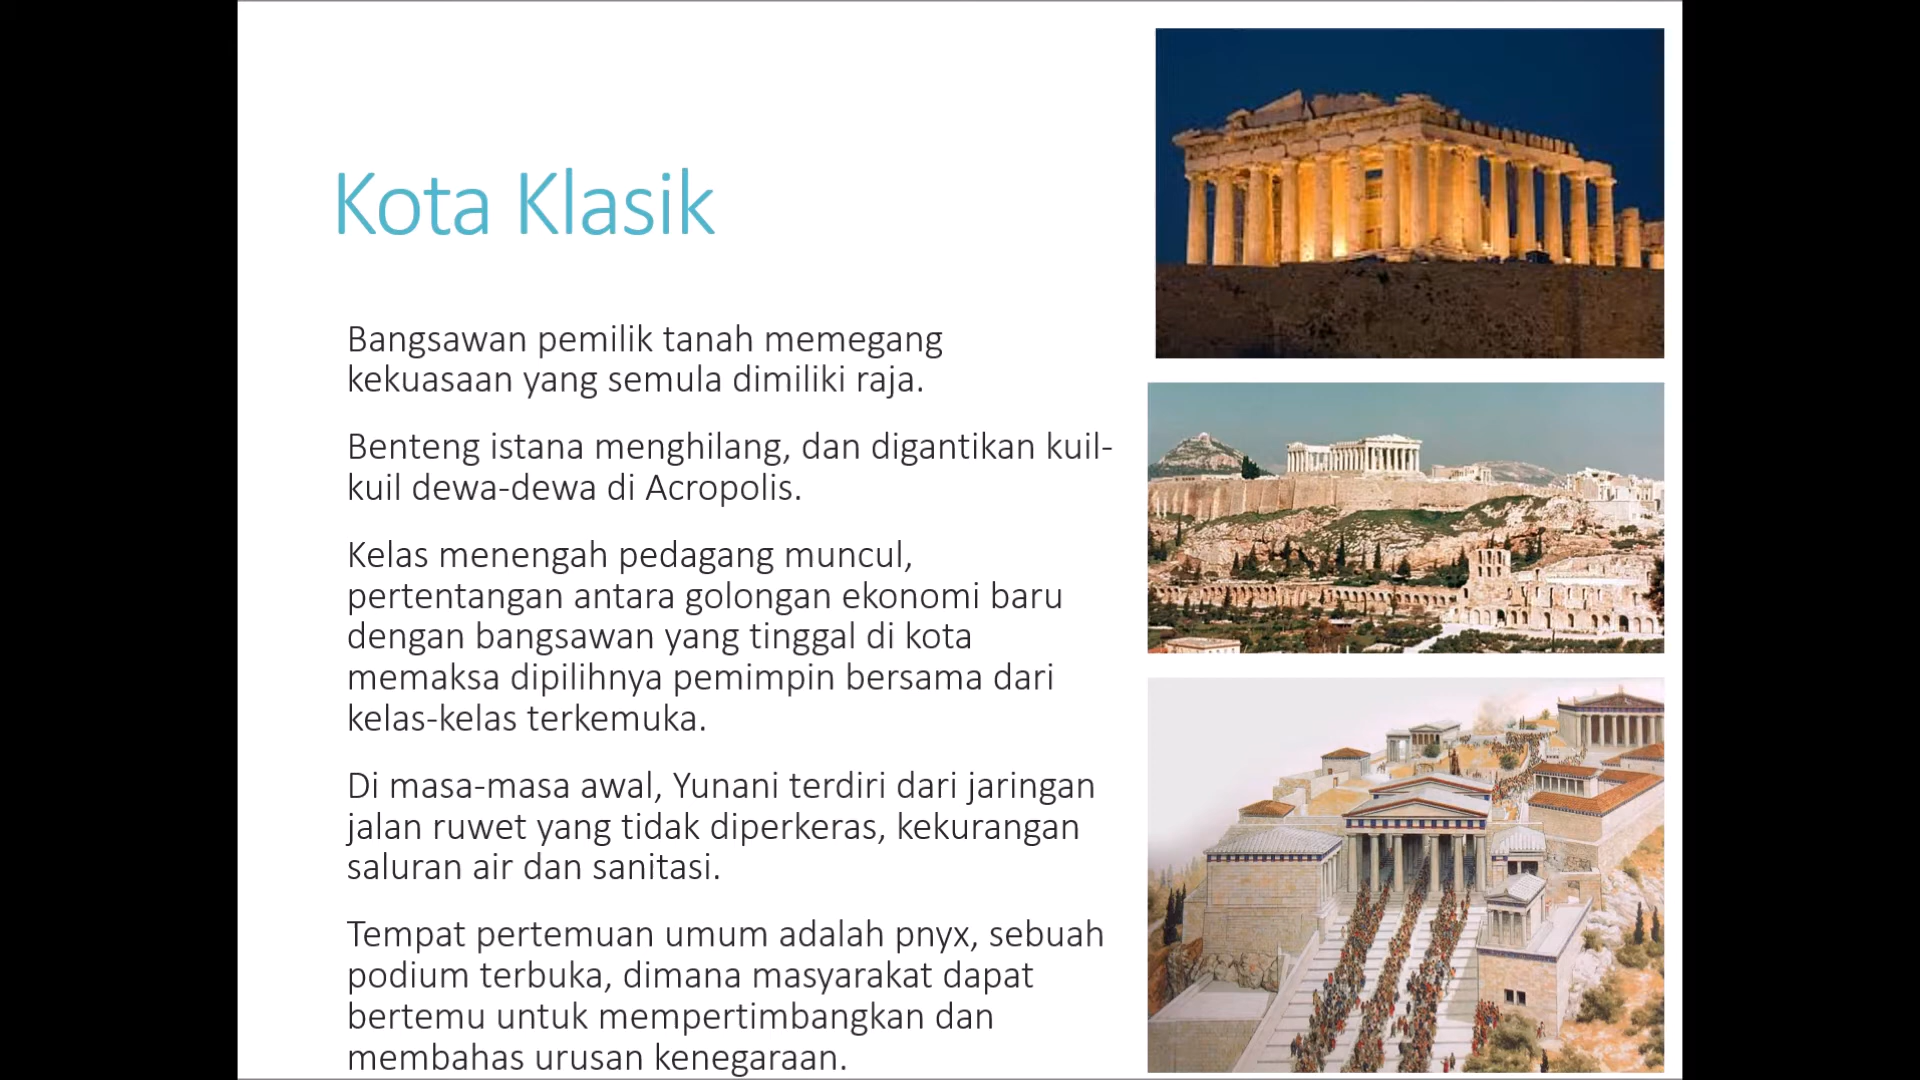 Kota Klasik
Bangsawan pemilik tanah memegang
kekuasaan yang semula dimiliki raja.
Benteng istana menghilang, dan digantikan kuil-
kuil dewa-dewa di Acropolis.
Kelas menengah pedagang muncul,
pertentangan antara golongan ekonomi baru
dengan bangsawan yang tinggal di kota
memaksa dipilihnya pemimpin bersama dari
kelas-kelas terkemuka.
Di masa-masa awal, Yunani terdiri dari jaringan
jalan ruwet yang tidak diperkeras, kekurangan
saluran air dan sanitasi.
Tempat pertemuan umum adalah pnyx, sebuah
podium terbuka, dimana masyarakat dapat
bertemu untuk mempertimbangkan dan
membahas urusan kenegaraan.